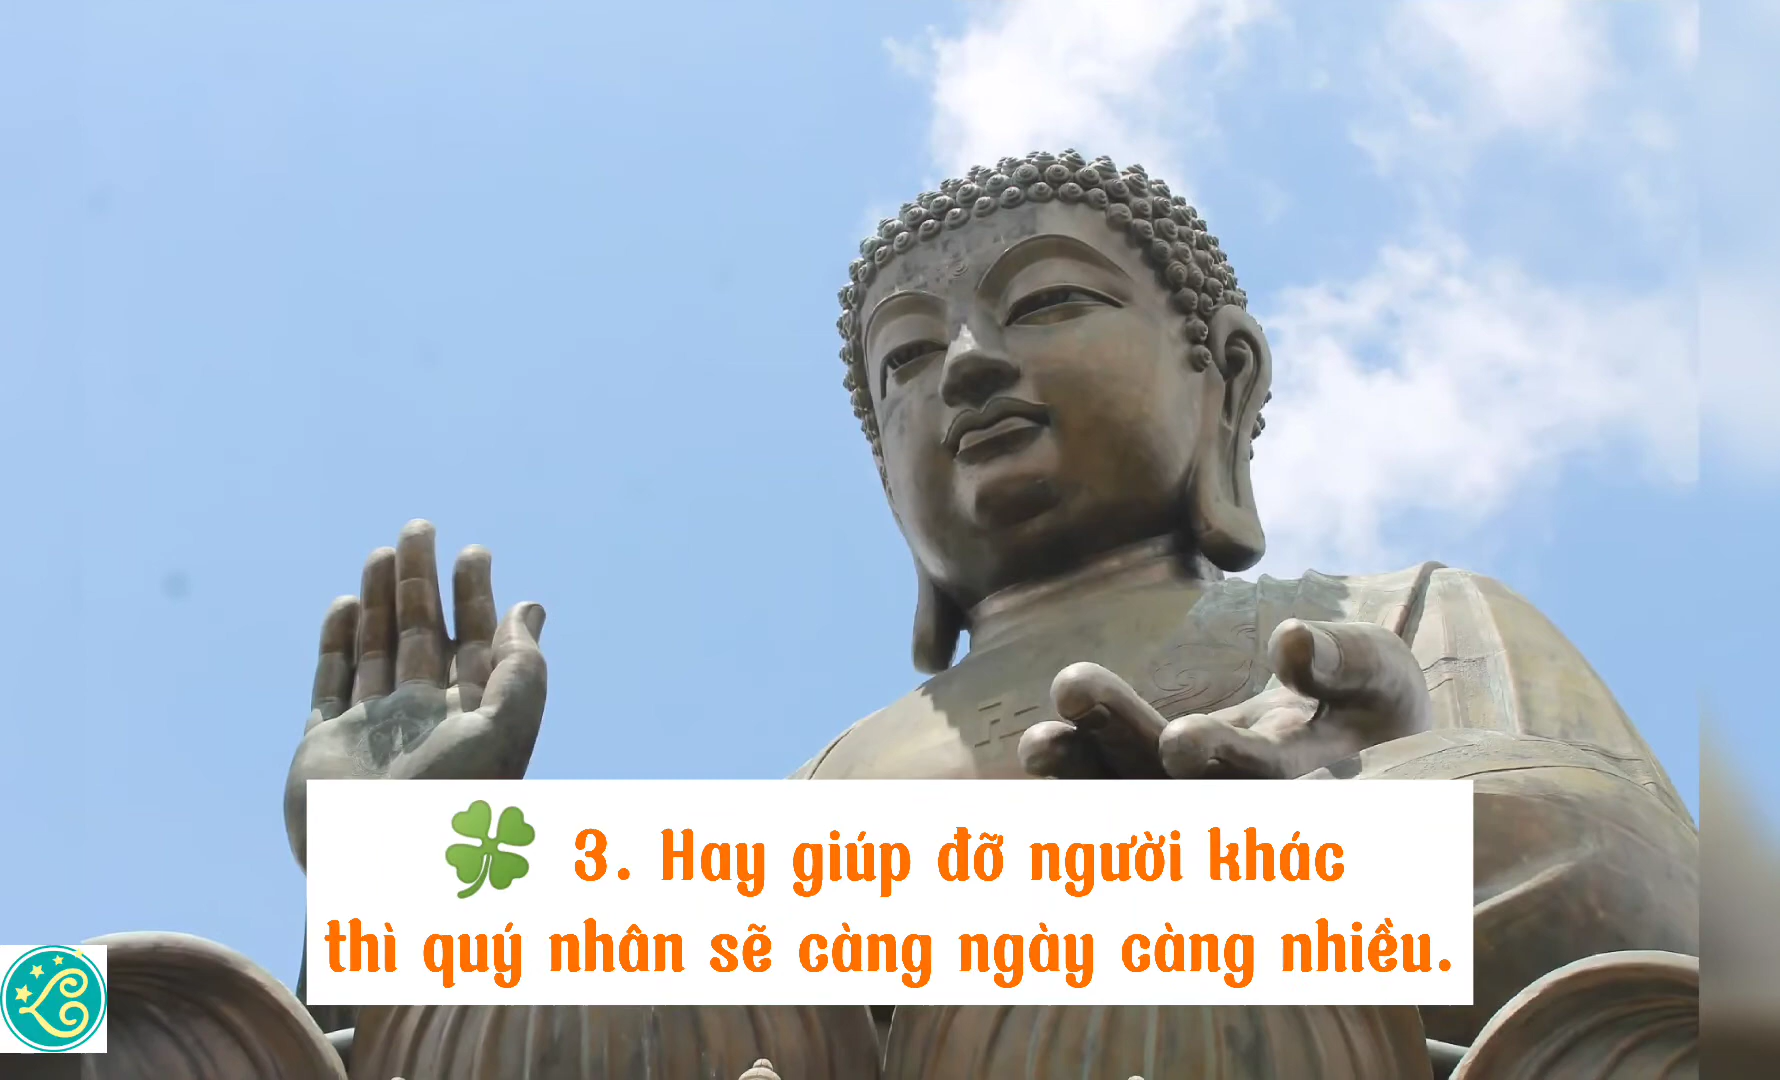 🍀 3. Hay giúp đỡ người khác
thì quý nhân sẽ càng ngày càng nhiều.